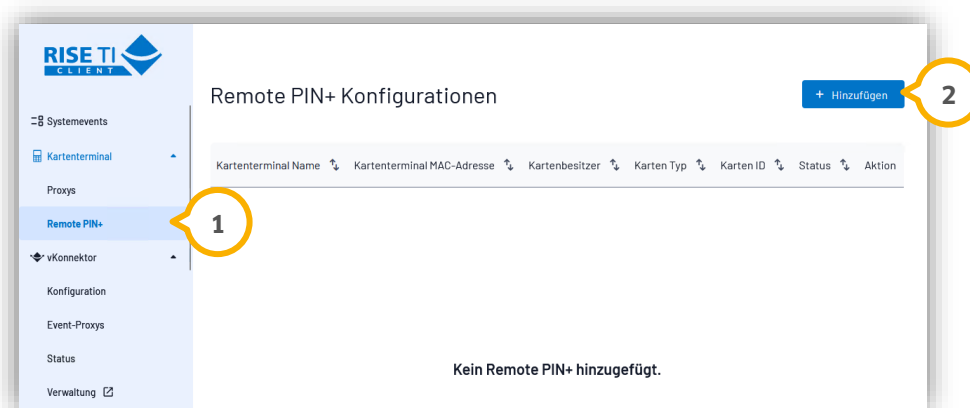 RISE TI
CLIENT
Systemevents
Kartenterminal
Proxys
Remote PIN+
vKonnektor
Konfiguration
Event-Proxys
Status
Verwaltung
Remote PIN+ Konfigurationen
+ Hinzufügen
2
Kartenterminal Name Kartenterminal MAC-Adresse Kartenbesitzer Karten Typ Karten ID Status Aktion
1
Kein Remote PIN+ hinzugefügt.